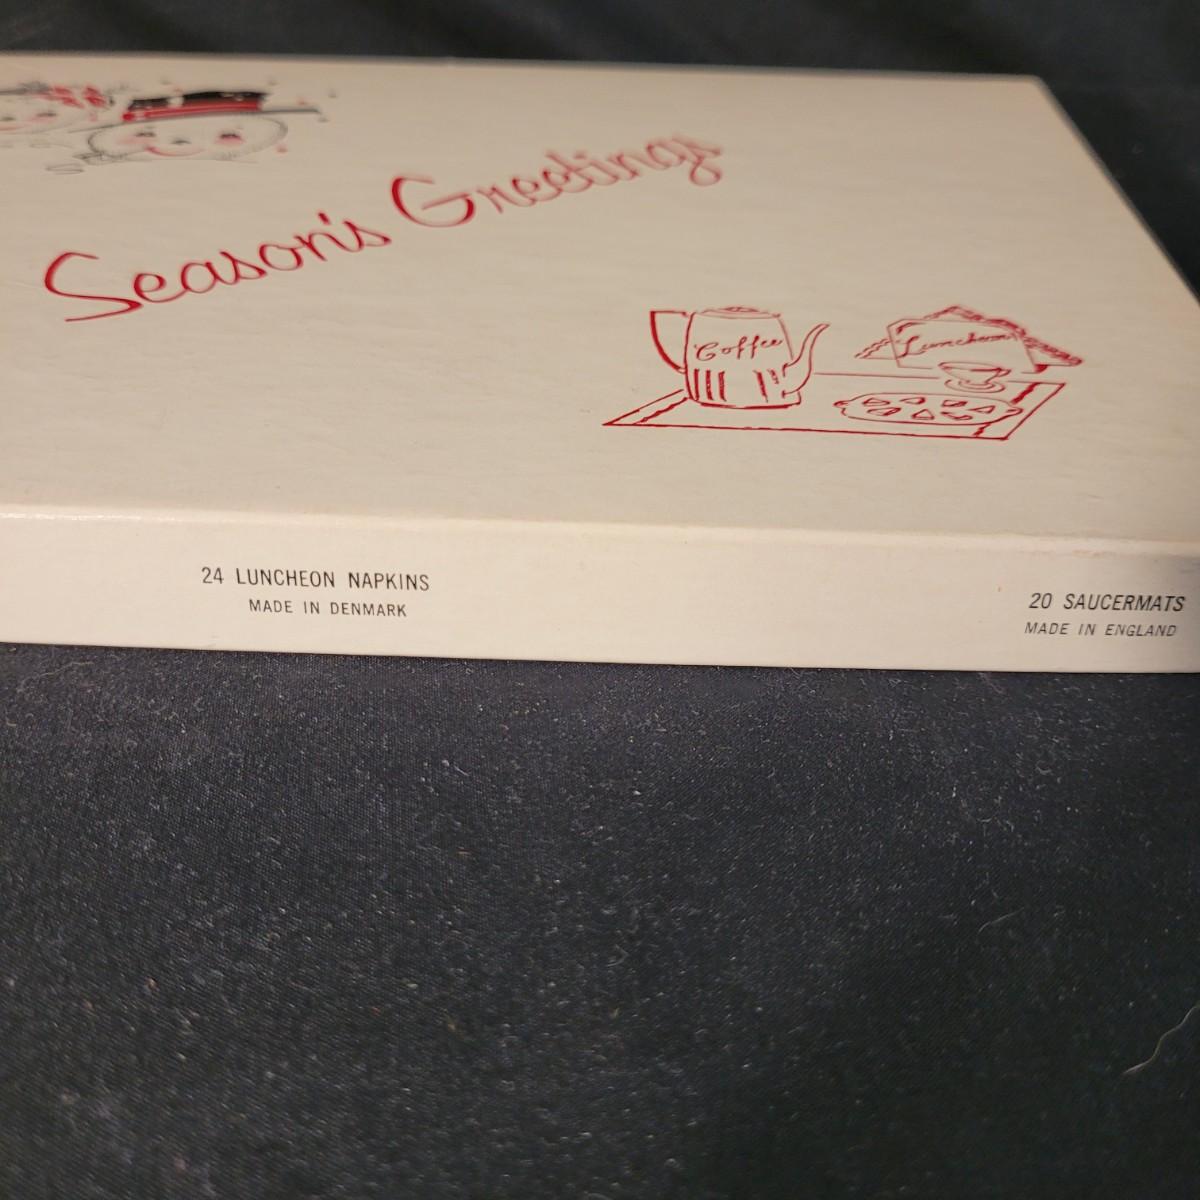 Season's Greetings
Coffee
Luncheon
24 LUNCHEON NAPKINS
MADE IN DENMARK
20 SAUCERMATS
MADE IN ENGLAND